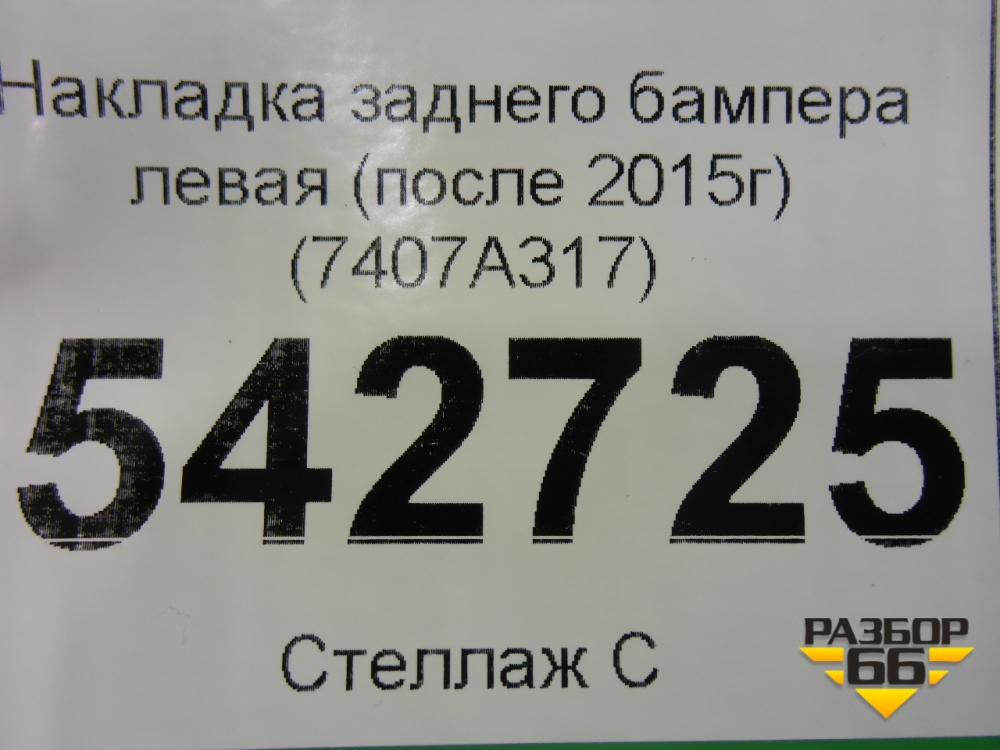 Накладка заднего бампера
левая (после 2015г)
(7407A317)
542725
Стеллаж С
РАЗБОР
66